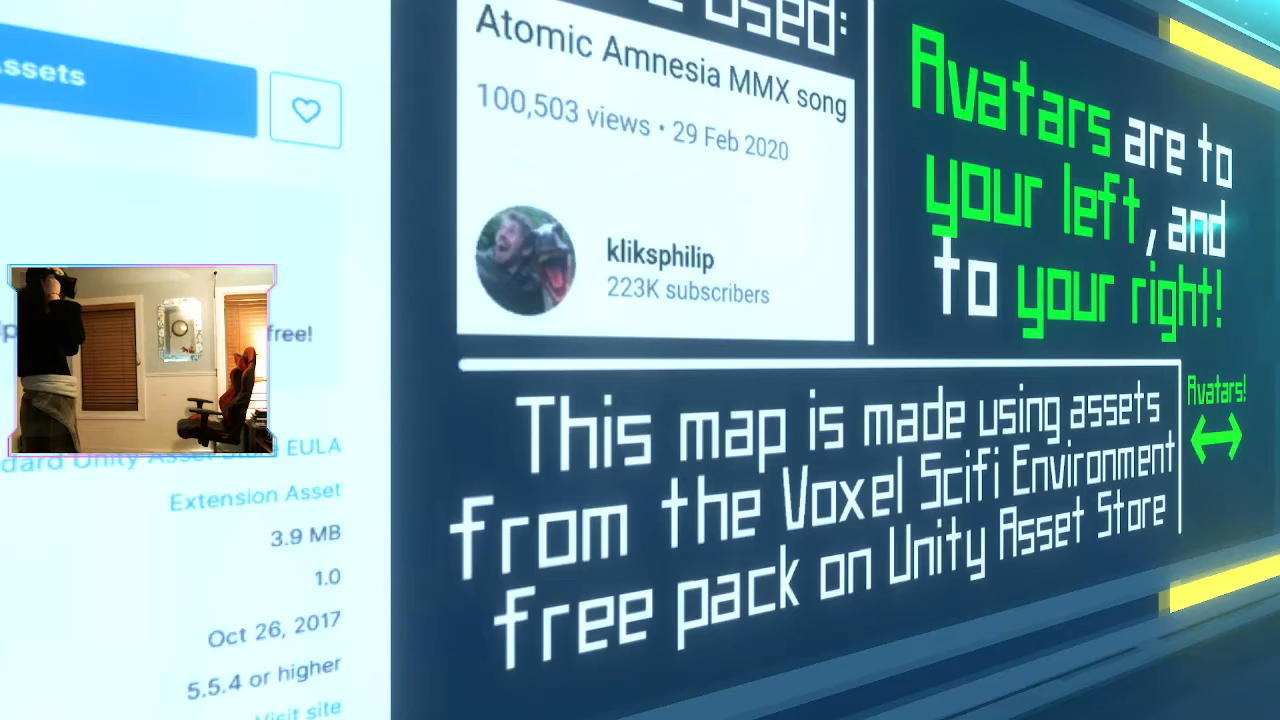 Assets
free!
EULA
Extension Asset
3.9 MB
1.0
Oct 26, 2017
5.5.4 or higher
Visit site
used:
Atomic Amnesia MMX song
100,503 views • 29 Feb 2020
kliksphilip
223K subscribers
Avatars are to
your left, and
to your right!
Avatars!
This map is made using assets
from the Voxel Scifi Environment
free pack on Unity Asset Store